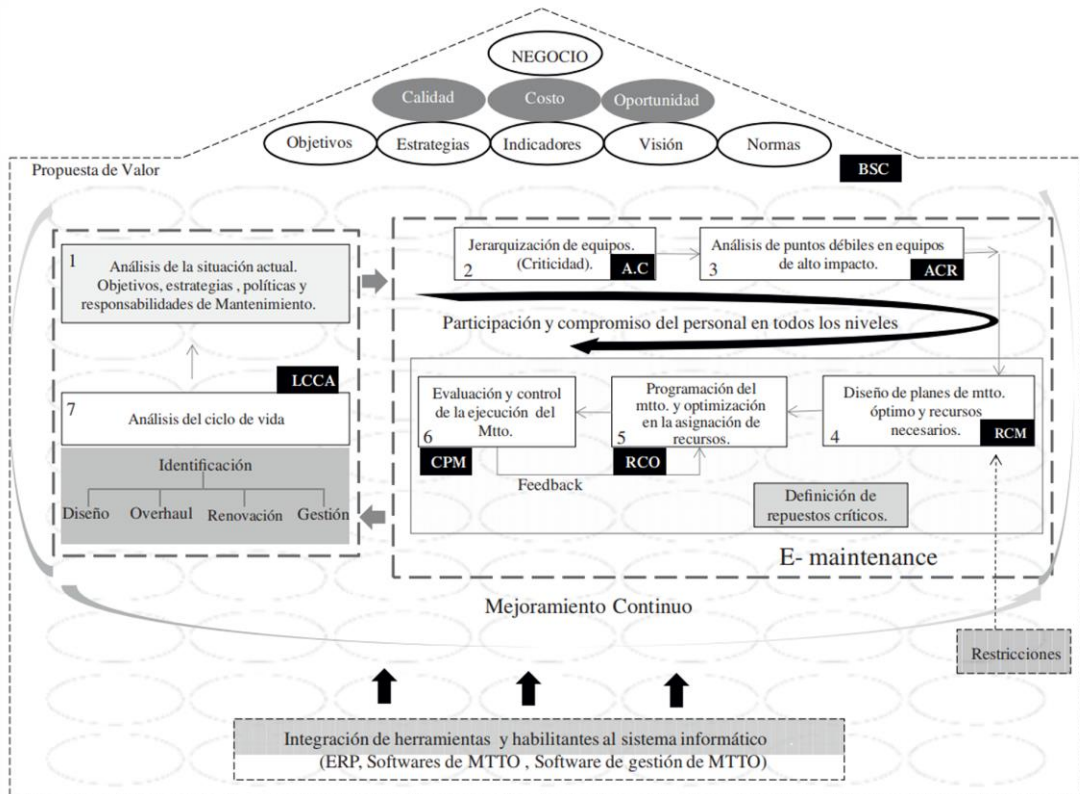 NEGOCIO
Calidad
Costo
Oportunidad
Objetivos
Estrategias
Indicadores
Visión
Normas
Propuesta de Valor
BSC
1
Análisis de la situación actual.
Objetivos, estrategias , políticas y
responsabilidades de Mantenimiento.
Jerarquización de equipos.
(Criticidad).
2
A.C
Análisis de puntos débiles en equipos
de alto impacto.
3
ACR
Participación y compromiso del personal en todos los niveles
LCCA
7
Análisis del ciclo de vida
Identificación
Diseño
Overhaul
Renovación
Gestión
Evaluación y control
de la ejecución del
Mtto.
6
CPM
Programación del
mtto. y optimización
en la asignación de
recursos.
5
RCO
Diseño de planes de mtto.
óptimo y recursos
necesarios.
4
RCM
Feedback
Definición de
repuestos críticos.
E- maintenance
Mejoramiento Continuo
Restricciones
Integración de herramientas y habilitantes al sistema informático
(ERP, Softwares de MTTO , Software de gestión de MTTO)